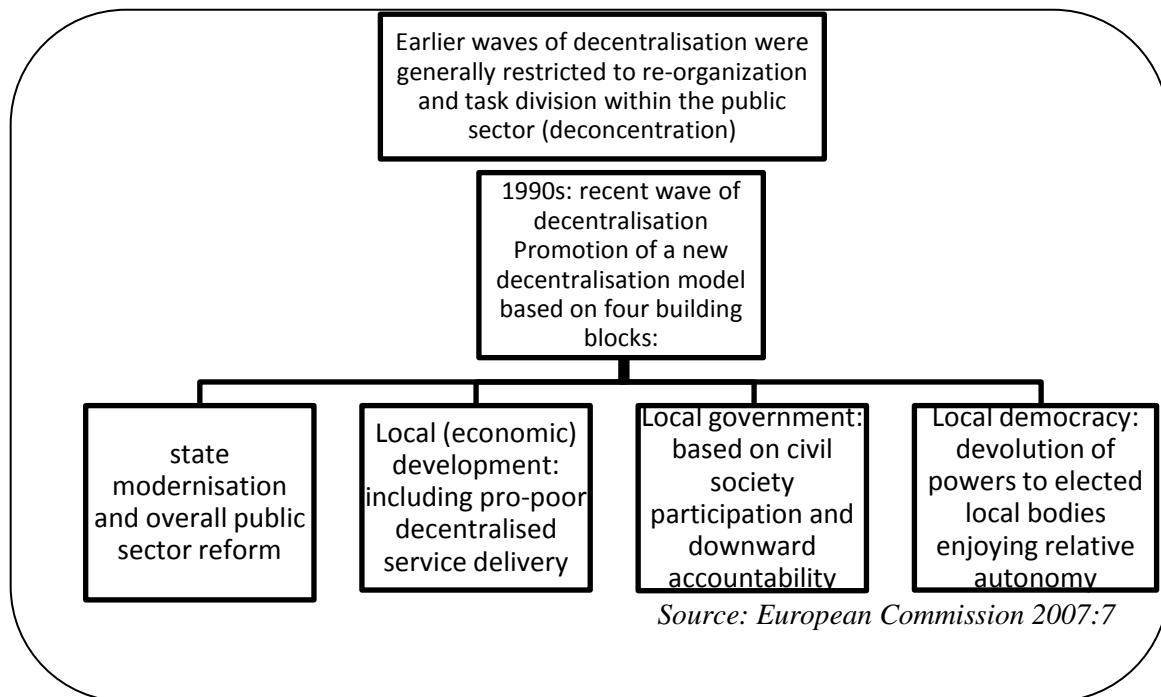 Earlier waves of decentralisation were
generally restricted to re-organization
and task division within the public
sector (deconcentration)
1990s: recent wave of
decentralisation
Promotion of a new
decentralisation model
based on four building
blocks:
state
modernisation
and overall public
sector reform
Local (economic)
development:
including pro-poor
decentralised
service delivery
Local government:
based on civil
society
participation and
downward
accountability
Local democracy:
devolution of
powers to elected
local bodies
enjoying relative
autonomy
Source: European Commission 2007:7